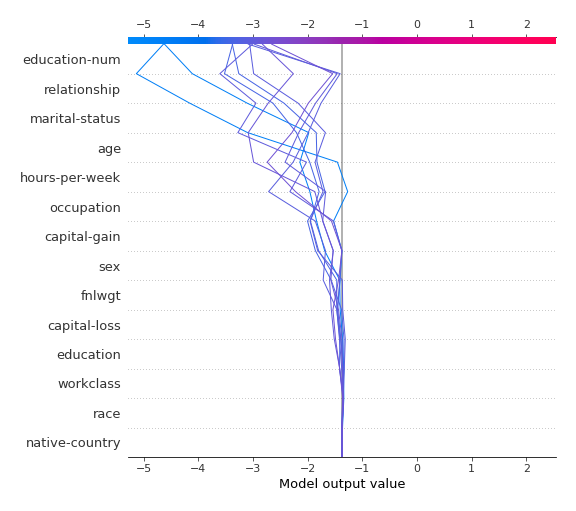 −5 −4 −3 −2 −1 0 1 2
education-num
relationship
marital-status
age
hours-per-week
occupation
capital-gain
sex
fnlwgt
capital-loss
education
workclass
race
native-country
−5 −4 −3 −2 −1 0 1 2
Model output value